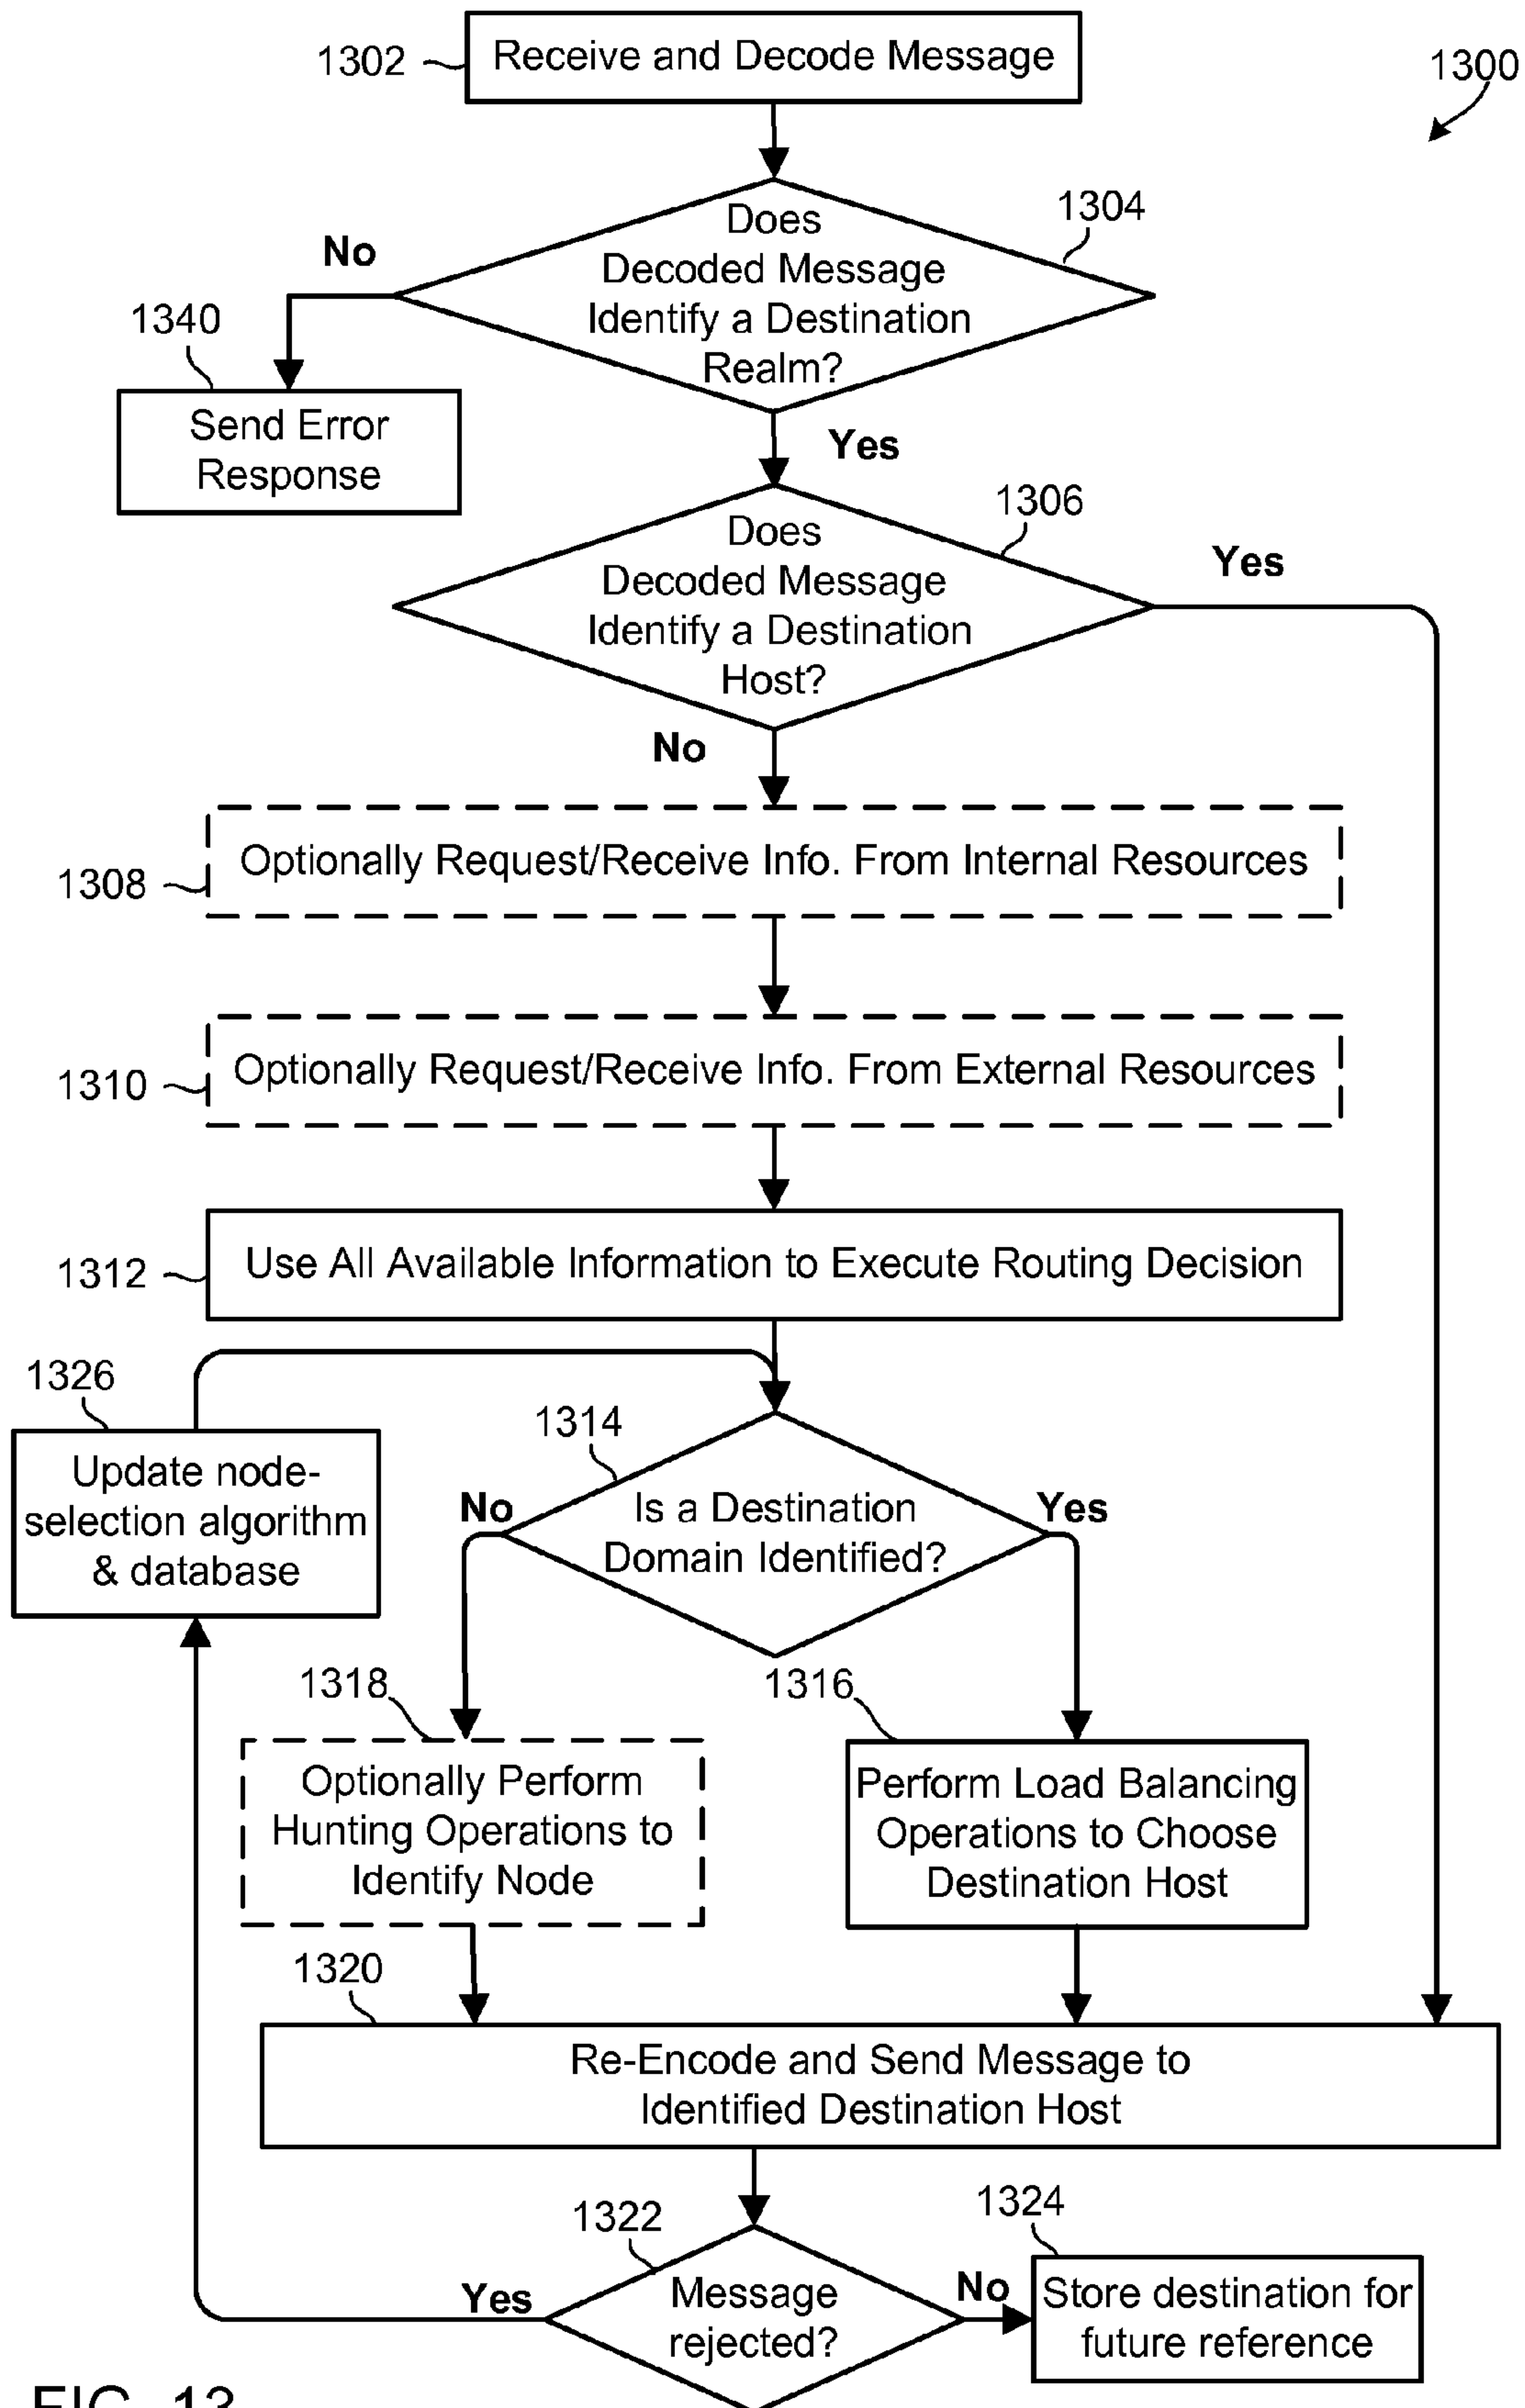 1302
Receive and Decode Message
1300
Does
Decoded Message
Identify a Destination
Realm?
1304
No
1340
Send Error
Response
Yes
1306
Does
Decoded Message
Identify a Destination
Host?
Yes
No
1308
Optionally Request/Receive Info. From Internal Resources
1310
Optionally Request/Receive Info. From External Resources
1312
Use All Available Information to Execute Routing Decision
1326
Update node-
selection algorithm
& database
1314
No
Is a Destination
Domain Identified?
Yes
1318
Optionally Perform
Hunting Operations to
Identify Node
1316
Perform Load Balancing
Operations to Choose
Destination Host
1320
Re-Encode and Send Message to
Identified Destination Host
1322
Yes
Message
rejected?
No
1324
Store destination for
future reference
FIG. 13